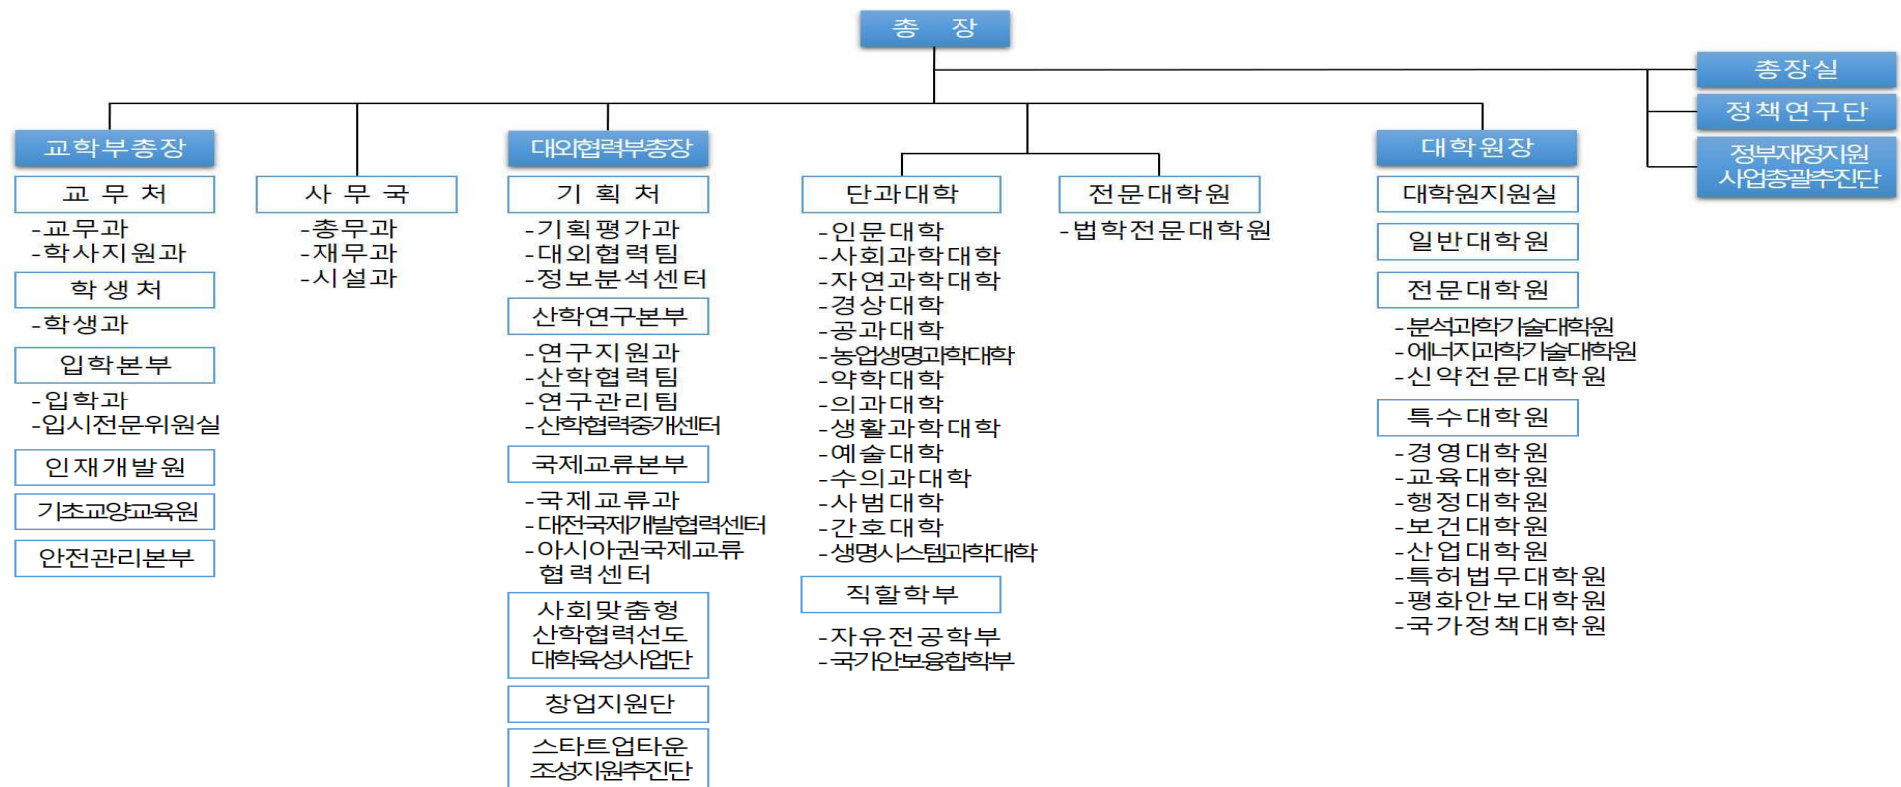 총 장
총장실
정책연구단
정부재정지원
사업총괄추진단
교학부총장
교 무 처
-교무과
-학사지원과
학 생 처
-학생과
입학본부
-입학과
-입시전문위원실
인재개발원
기초교양교육원
안전관리본부
사 무 국
-총무과
-재무과
-시설과
대외협력부총장
기 획 처
-기획평가과
-대외협력팀
-정보분석센터
산학연구본부
-연구지원과
-산학협력팀
-연구관리팀
-산학협력중개센터
국제교류본부
-국제교류과
-대전국제개발협력센터
-아시아권국제교류
협력센터
사회맞춤형
산학협력선도
대학육성사업단
창업지원단
스타트업타운
조성지원추진단
단과대학
-인문대학
-사회과학대학
-자연과학대학
-경상대학
-공과대학
-농업생명과학대학
-약학대학
-의과대학
-생활과학대학
-예술대학
-수의과대학
-사범대학
-간호대학
-생명시스템과학대학
직할학부
-자유전공학부
-국가안보융합학부
전문대학원
-법학전문대학원
대학원장
대학원지원실
일반대학원
전문대학원
-분석과학기술대학원
-에너지과학기술대학원
-신약전문대학원
특수대학원
-경영대학원
-교육대학원
-행정대학원
-보건대학원
-산업대학원
-특허법무대학원
-평화안보대학원
-국가정책대학원